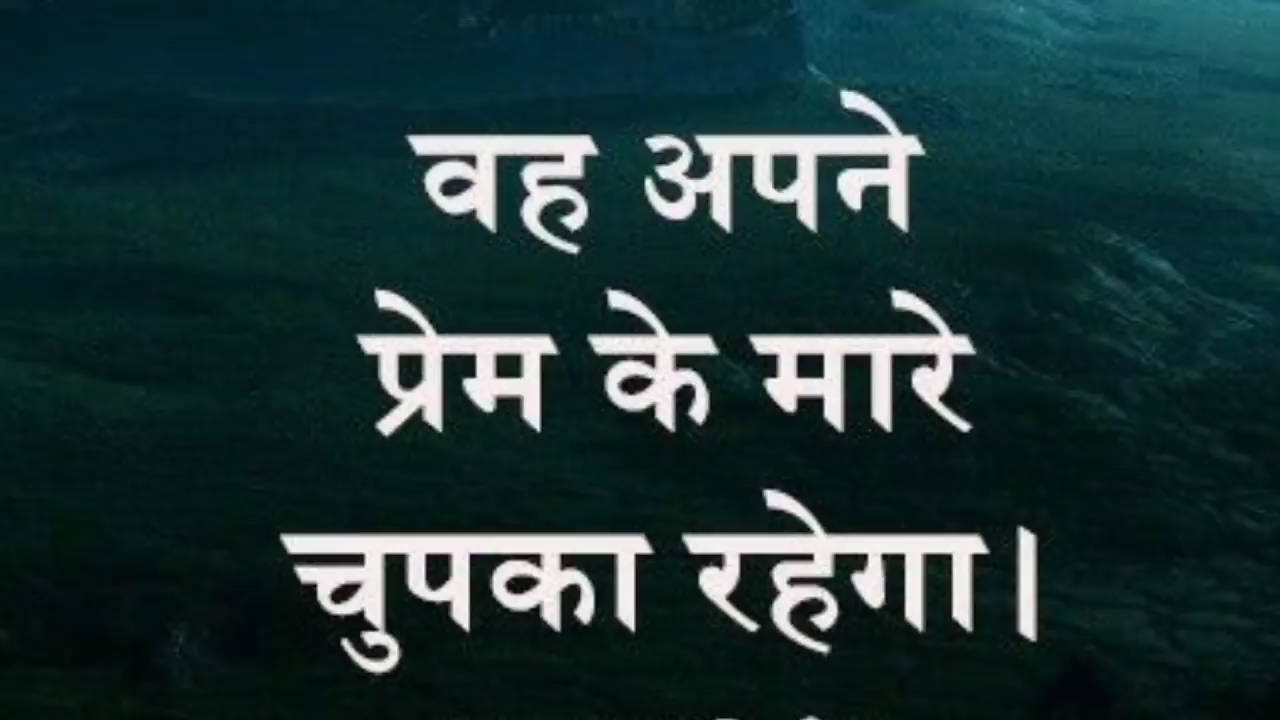 वह अपने
प्रेम के मारे
चुपका रहेगा।